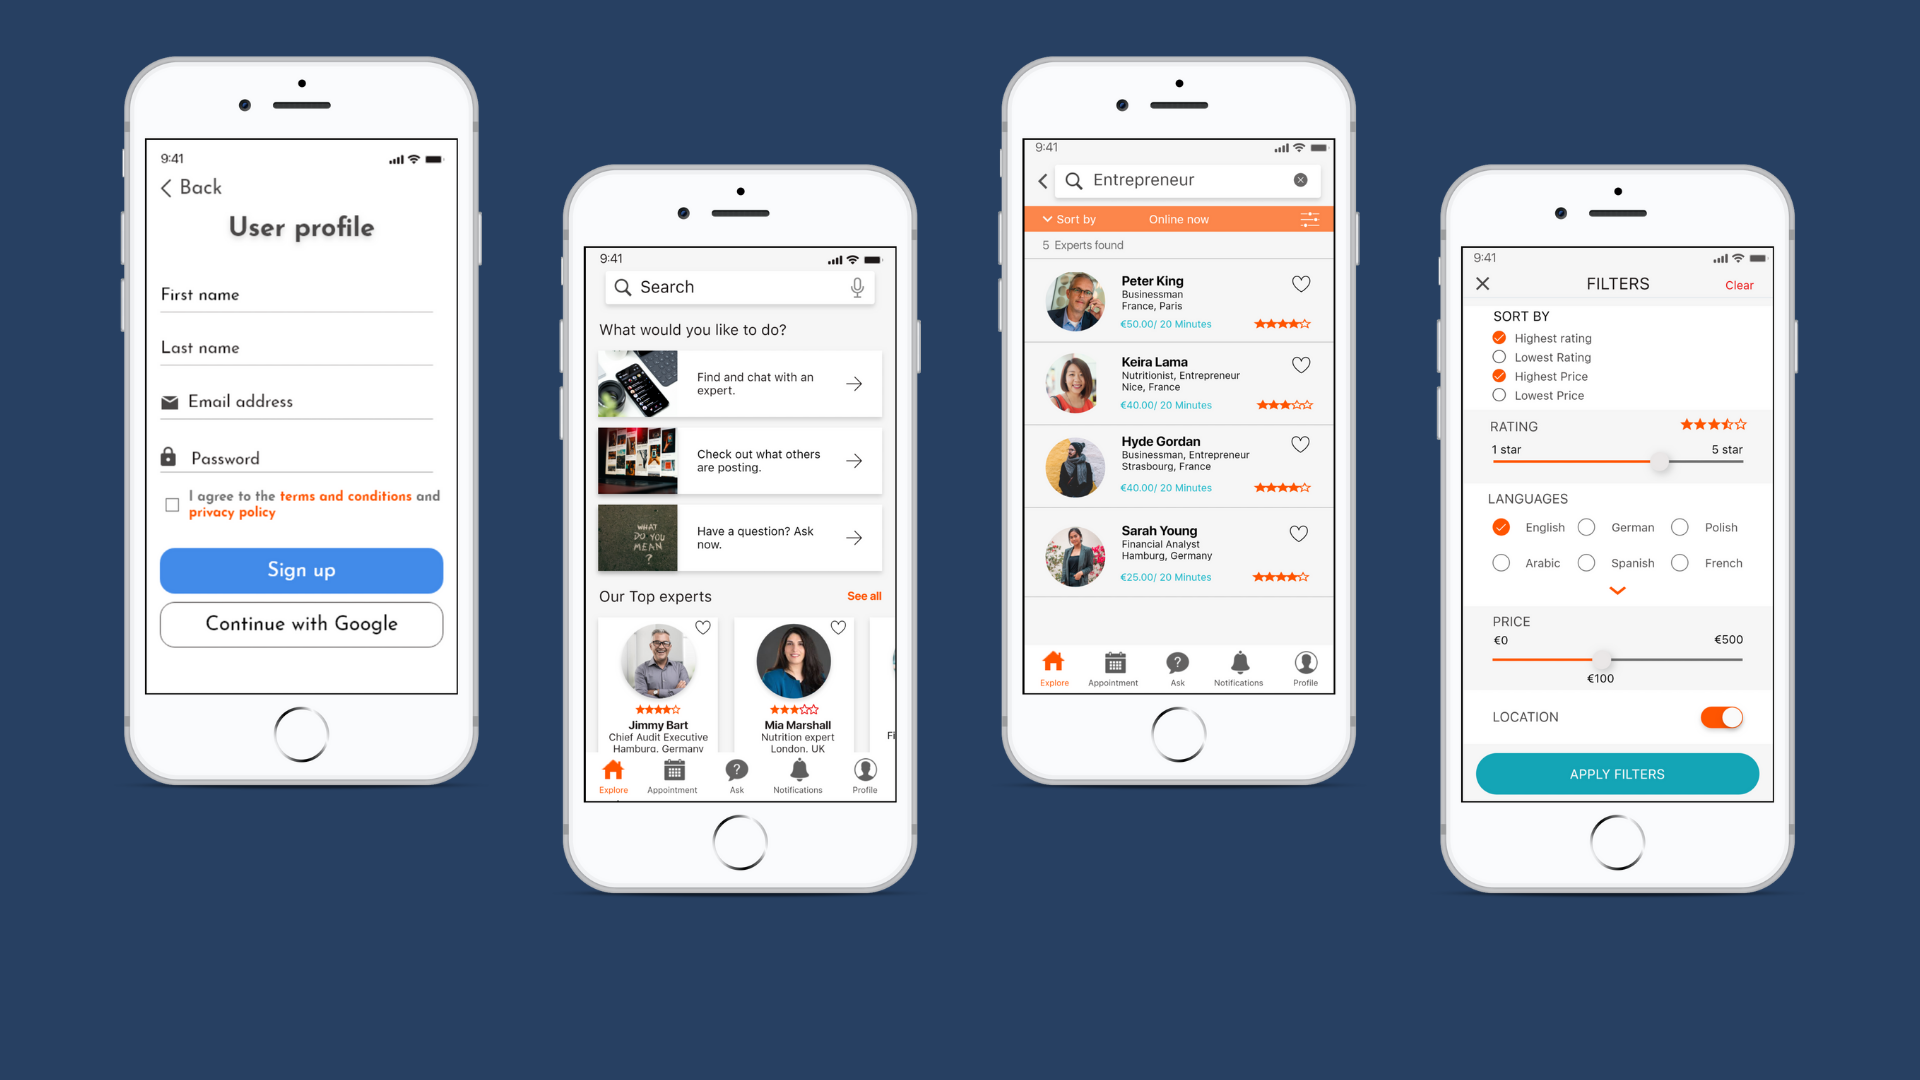 9:41
Back
User profile
First name
Last name
Email address
Password
I agree to the terms and conditions and
privacy policy
Sign up
Continue with Google
9:41
Search
What would you like to do?
Find and chat with an
expert.
Check out what others
are posting.
WHAT
DO YOU
MEAN
?
Have a question? Ask
now.
Our Top experts
See all
Jimmy Bart
Chief Audit Executive
Hamburg, Germany
Mia Marshall
Nutrition expert
London, UK
Fi
Explore
Appointment
?
Ask
Notifications
Profile
9:41
Entrepreneur
Sort by
Online now
5 Experts found
Peter King
Businessman
France, Paris
€50.00/ 20 Minutes
Keira Lama
Nutritionist, Entrepreneur
Nice, France
€40.00/ 20 Minutes
Hyde Gordan
Businessman, Entrepreneur
Strasbourg, France
€40.00/ 20 Minutes
Sarah Young
Financial Analyst
Hamburg, Germany
€25.00/ 20 Minutes
Explore
Appointment
?
Ask
Notifications
Profile
9:41
FILTERS
Clear
SORT BY
Highest rating
Lowest Rating
Highest Price
Lowest Price
RATING
1 star
5 star
LANGUAGES
English
German
Polish
Arabic
Spanish
French
PRICE
€0
€500
€100
LOCATION
APPLY FILTERS